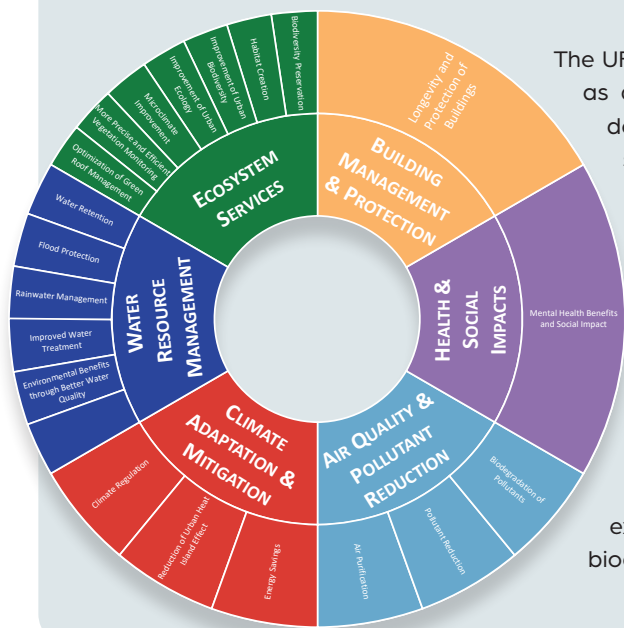 Biodiversity Preservation
Habitat Creation
Improvement of Urban
Biodiversity
Improvement of Urban
Ecology
Microclimate
Improvement
More Precise and Efficient
Vegetation Monitoring
Optimization of Green
Roof Management
ECOSYSTEM
SERVICES
Longevity and
Protection of
Buildings
BUILDING
MANAGEMENT
& PROTECTION
Mental Health Benefits
and Social Impact
HEALTH &
SOCIAL
IMPACTS
Biodegradation of
Pollutants
Pollutant Reduction
Air Purification
AIR QUALITY &
POLLUTANT
REDUCTION
Energy Savings
Reduction of Urban Heat
Island Effect
Climate Regulation
CLIMATE
ADAPTATION &
MITIGATION
Water Retention
Flood Protection
Rainwater Management
Improved Water
Treatment
Environmental Benefits
through Better Water
Quality
WATER
RESOURCE
MANAGEMENT
The
as